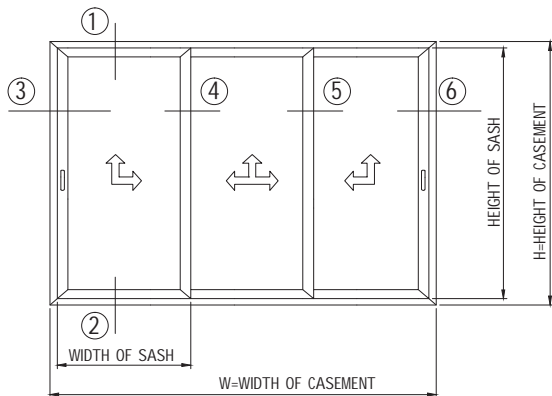 ①
③
④
⑤
⑥
HEIGHT OF SASH
H=HEIGHT OF CASEMENT
②
WIDTH OF SASH
W=WIDTH OF CASEMENT